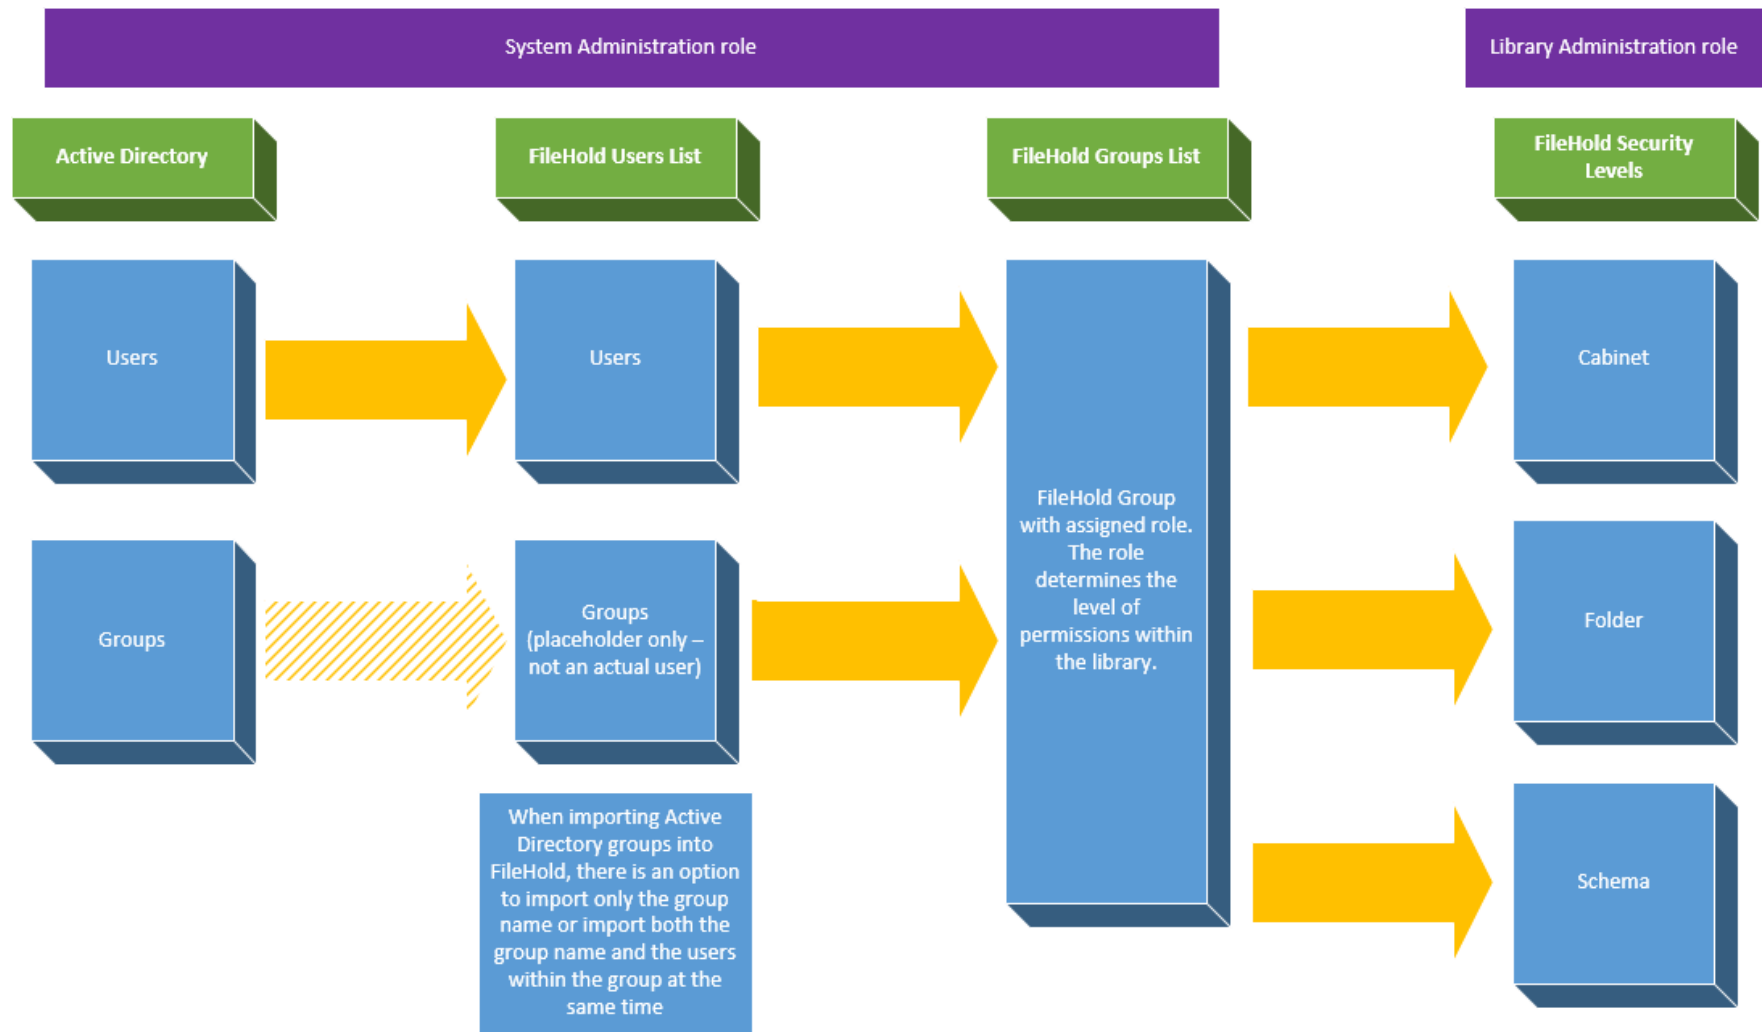 System Administration role
Library Administration role
Active Directory
FileHold Users List
FileHold Groups List
FileHold Security
Levels
Users
Users
Cabinet
FileHold Group
with assigned role.
The role
determines the
level of
permissions within
the library.
Groups
Groups
(placeholder only –
not an actual user)
Folder
When importing Active
Directory groups into
FileHold, there is an option
to import only the group
name or import both the
group name and the users
within the group at the
same time
Schema